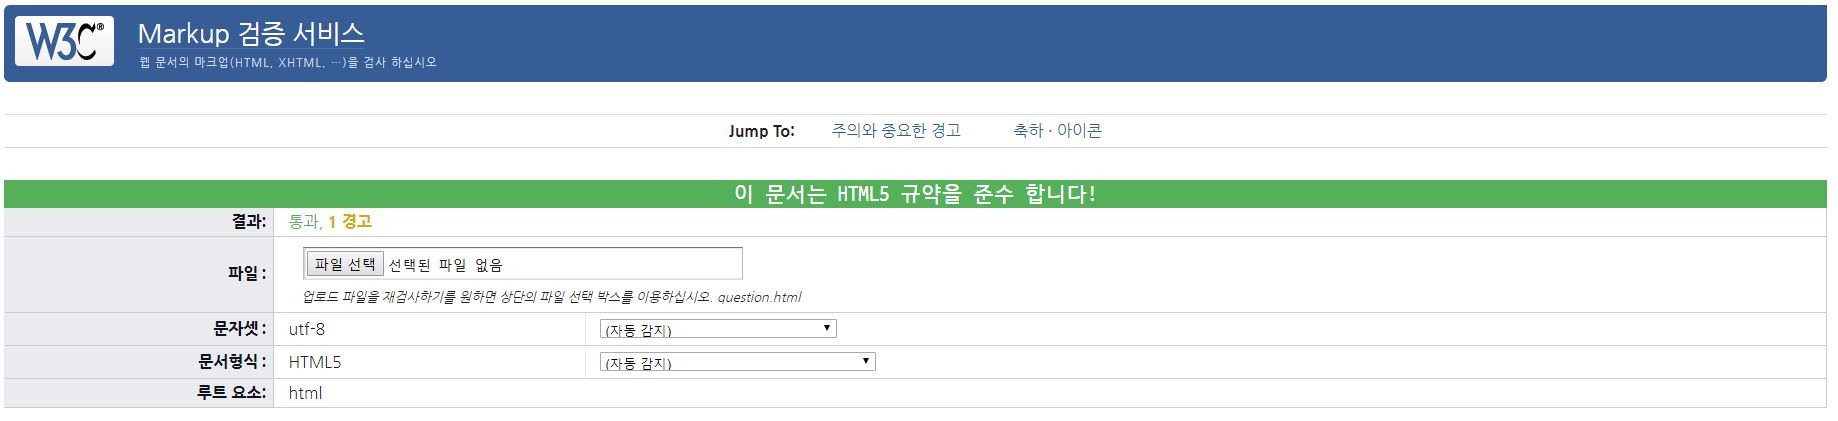 W3C®
Markup 검증 서비스
웹 문서의 마크업(HTML, XHTML, …)을 검사 하십시오
Jump To: 주의와 중요한 경고 축하 · 아이콘
이 문서는 HTML5 규약을 준수 합니다!
결과: 통과, 1 경고
파일 : 파일 선택 선택된 파일 없음
업로드 파일을 재검사하기를 원하면 상단의 파일 선택 박스를 이용하십시오. question.html
문자셋 : utf-8 (자동 감지)
문서형식 : HTML5 (자동 감지)
루트 요소: html